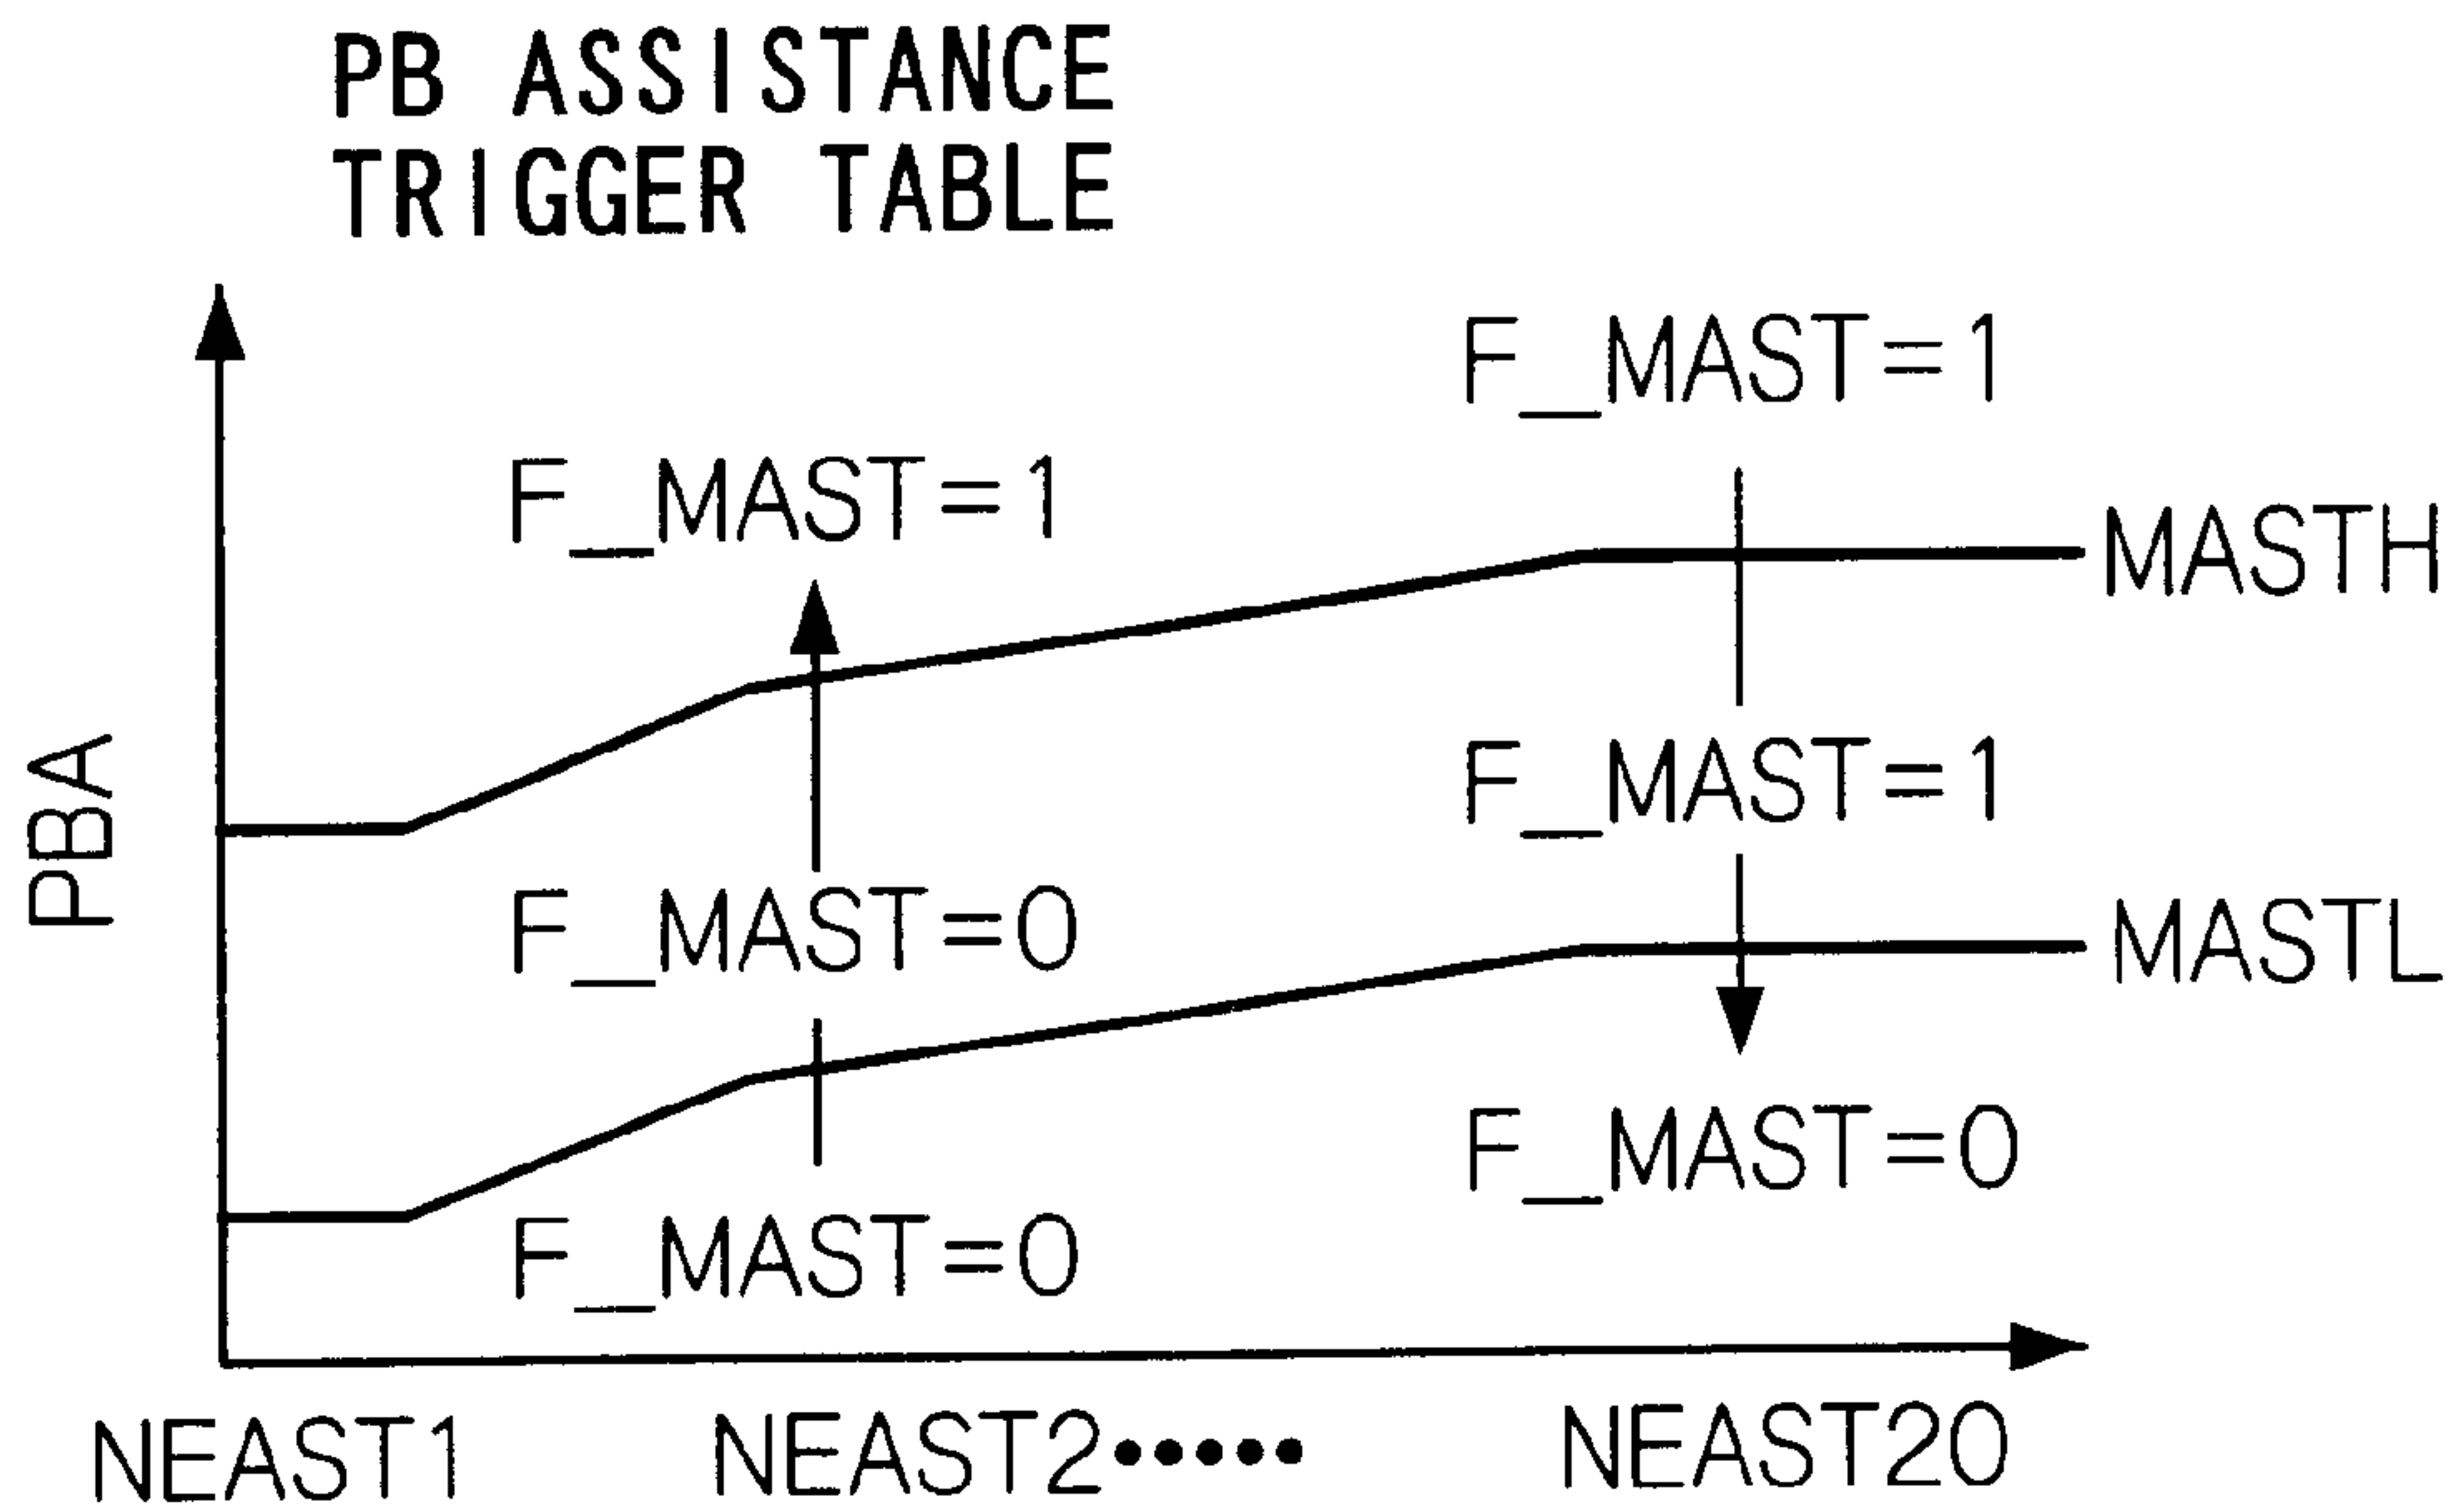 PB ASSISTANCE
TRIGGER TABLE
F_MAST=1
F_MAST=1
MASTH
PBA
F_MAST=1
F_MAST=0
MASTL
F_MAST=0
F_MAST=0
NEAST1
NEAST2•••••
NEAST20